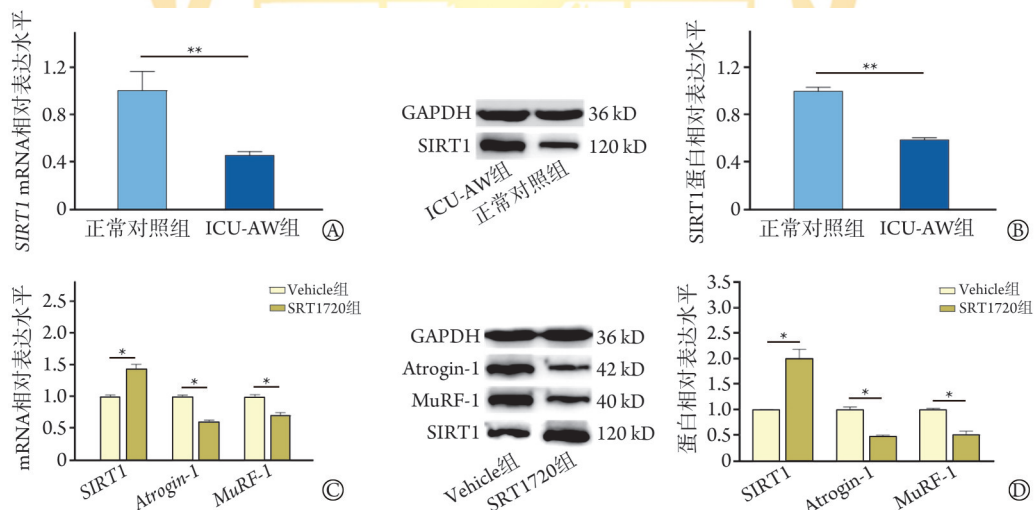 SIRT1 mRNA相对表达水平
1.2
0.8
0.4
0
**
正常对照组 ICU-AW组
Ⓐ
GAPDH 36 kD
SIRT1 120 kD
ICU-AW组
正常对照组
SIRT1蛋白相对表达水平
1.2
0.8
0.4
0
**
正常对照组 ICU-AW组
Ⓑ
mRNA相对表达水平
2.5
2.0
1.5
1.0
0.5
0
Vehicle组
SRT1720组
* * *
SIRT1 Atrogin-1 MuRF-1
Ⓒ
GAPDH 36 kD
Atrogin-1 42 kD
MuRF-1 40 kD
SIRT1 120 kD
Vehicle组
SRT1720组
蛋白相对表达水平
3.5
2.5
2.0
1.5
1.0
0.5
0
Vehicle组
SRT1720组
* * *
SIRT1 Atrogin-1 MuRF-1
Ⓓ